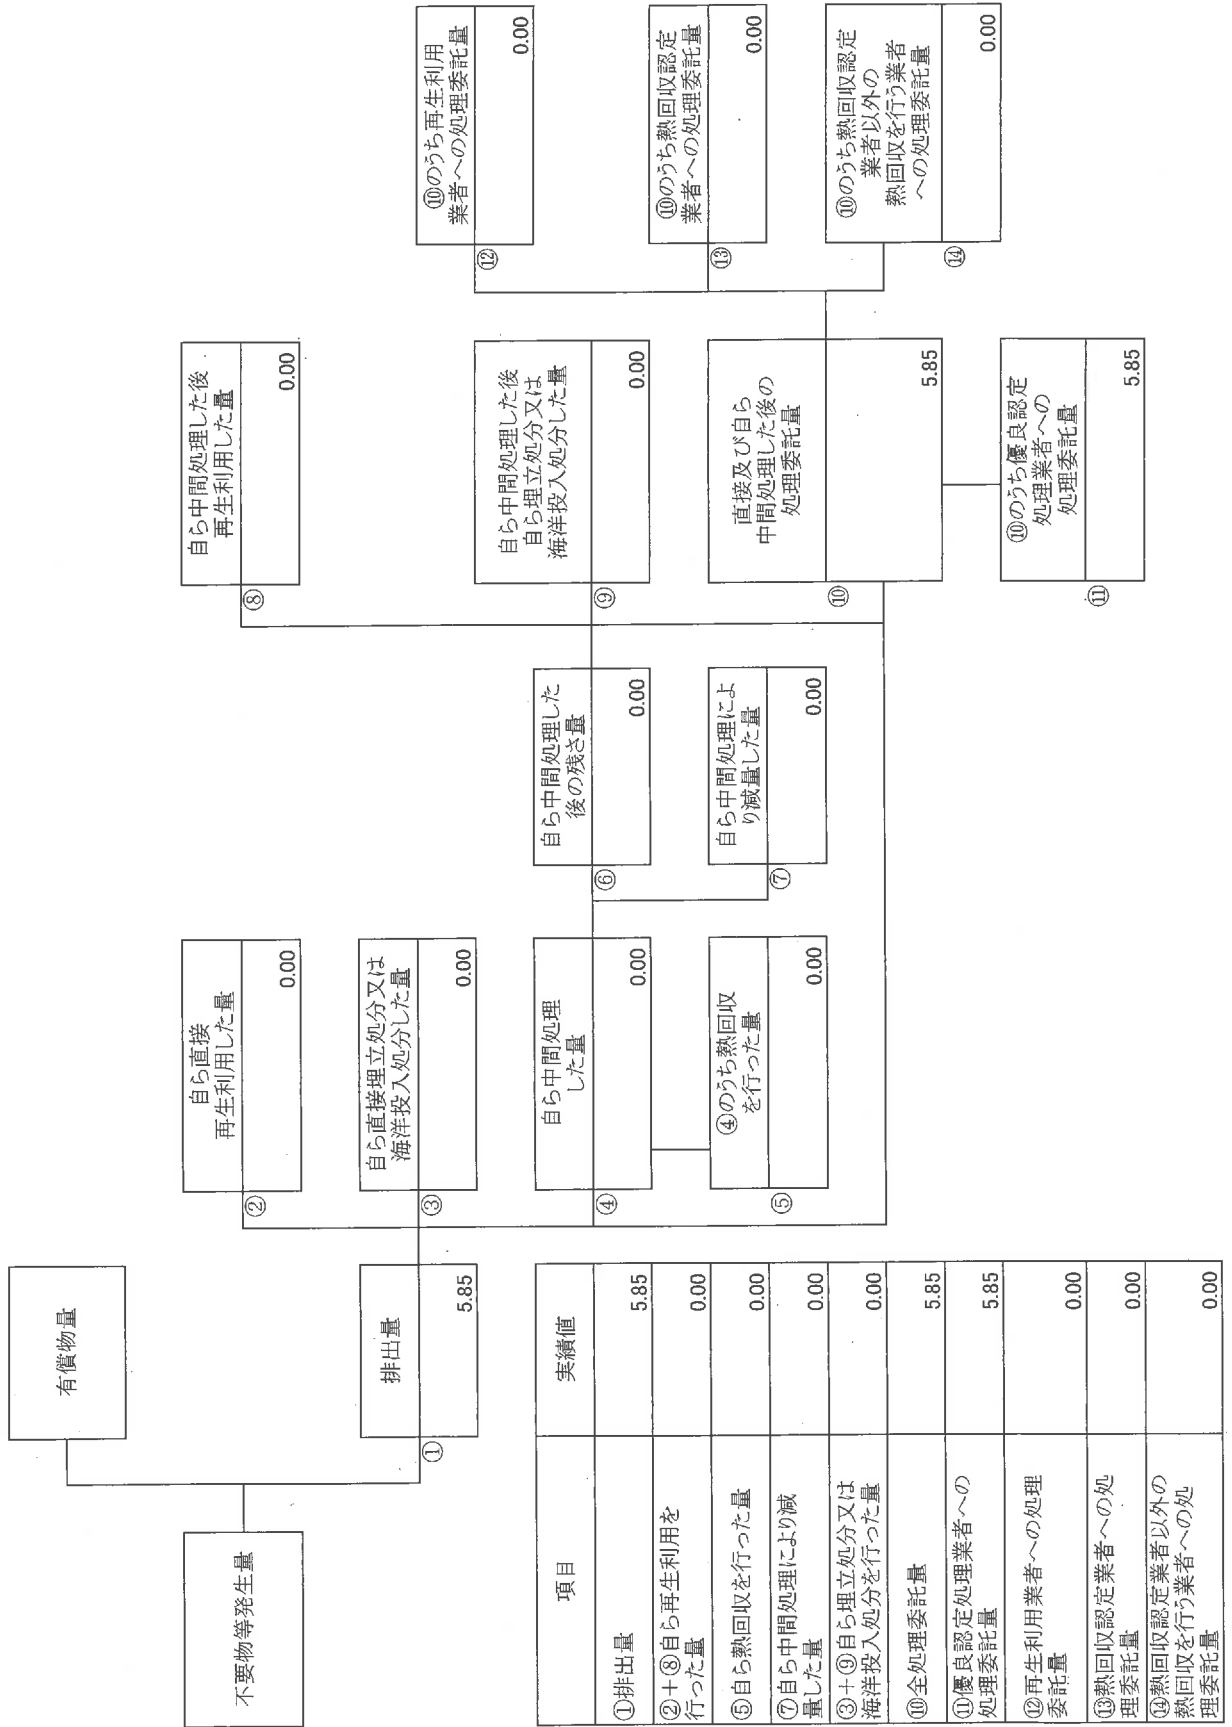 不要物等発生量
有償物量
排出量
①
5.85
自ら直接
再生利用した量
②
0.00
自ら直接埋立処分又は
海洋投入処分した量
③
0.00
自ら中間処理
した量
④
0.00
④のうち熱回収
を行った量
⑤
0.00
自ら中間処理した
後の残さ量
⑥
0.00
自ら中間処理によ
り減量した量
⑦
0.00
自ら中間処理した後
再生利用した量
⑧
0.00
自ら中間処理した後
自ら埋立処分又は
海洋投入処分した量
⑨
0.00
直接及び自ら
中間処理した後の
処理委託量
⑩
5.85
⑩のうち優良認定
処理業者への
処理委託量
⑪
5.85
⑩のうち再生利用
業者への処理委託量
⑫
0.00
⑩のうち熱回収認定
業者への処理委託量
⑬
0.00
⑩のうち熱回収認定
業者以外の
熱回収を行う業者
への処理委託量
⑭
0.00
項目 実績値
①排出量 5.85
②+⑧自ら再生利用を
行った量 0.00
⑤自ら熱回収を行った量 0.00
⑦自ら中間処理により減
量した量 0.00
③+⑨自ら埋立処分又は
海洋投入処分を行った量 0.00
⑩全処理委託量 5.85
⑪優良認定処理業者への
処理委託量 5.85
⑫再生利用業者への処理
委託量 0.00
⑬熱回収認定業者への処
理委託量 0.00
⑭熱回収認定業者以外の
熱回収を行う業者への処
理委託量 0.00